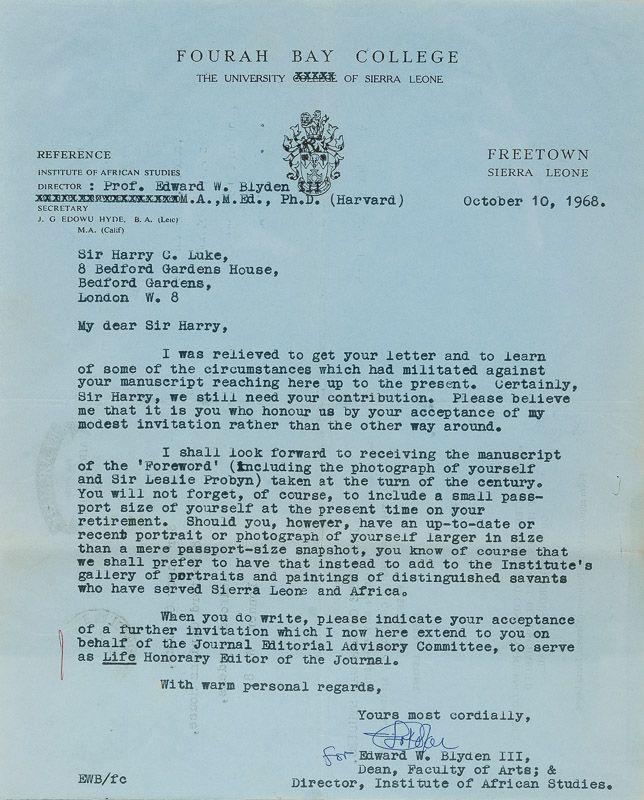 FOURAH BAY COLLEGE
THE UNIVERSITY COLLEGE OF SIERRA LEONE
REFERENCE
INSTITUTE OF AFRICAN STUDIES
DIRECTOR : Prof. Edward W. Blyden III
M.A.,M.Ed., Ph.D. (Harvard)
SECRETARY
J. G EDOWU HYDE, B. A. (Leic)
M.A. (Calif)
FREETOWN
SIERRA LEONE
October 10, 1968.
Sir Harry C. Luke,
8 Bedford Gardens House,
Bedford Gardens,
London W. 8
My dear Sir Harry,
I was relieved to get your letter and to learn
of some of the circumstances which had militated against
your manuscript reaching here up to the present. Certainly,
Sir Harry, we still need your contribution. Please believe
me that it is you who honour us by your acceptance of my
modest invitation rather than the other way around.
I shall look forward to receiving the manuscript
of the 'Foreword' (including the photograph of yourself
and Sir Leslie Probyn) taken at the turn of the century.
You will not forget, of course, to include a small pass-
port size of yourself at the present time on your
retirement. Should you, however, have an up-to-date or
recent portrait or photograph of yourself larger in size
than a mere passport-size snapshot, you know of course that
we shall prefer to have that instead to add to the Institute's
gallery of portraits and paintings of distinguished savants
who have served Sierra Leone and Africa.
When you do write, please indicate your acceptance
of a further invitation which I now here extend to you on
behalf of the Journal Editorial Advisory Committee, to serve
as Life Honorary Editor of the Journal.
With warm personal regards,
Yours most cordially,
for Edward W. Blyden III,
Dean, Faculty of Arts; &
Director, Institute of African Studies.
EWB/fc